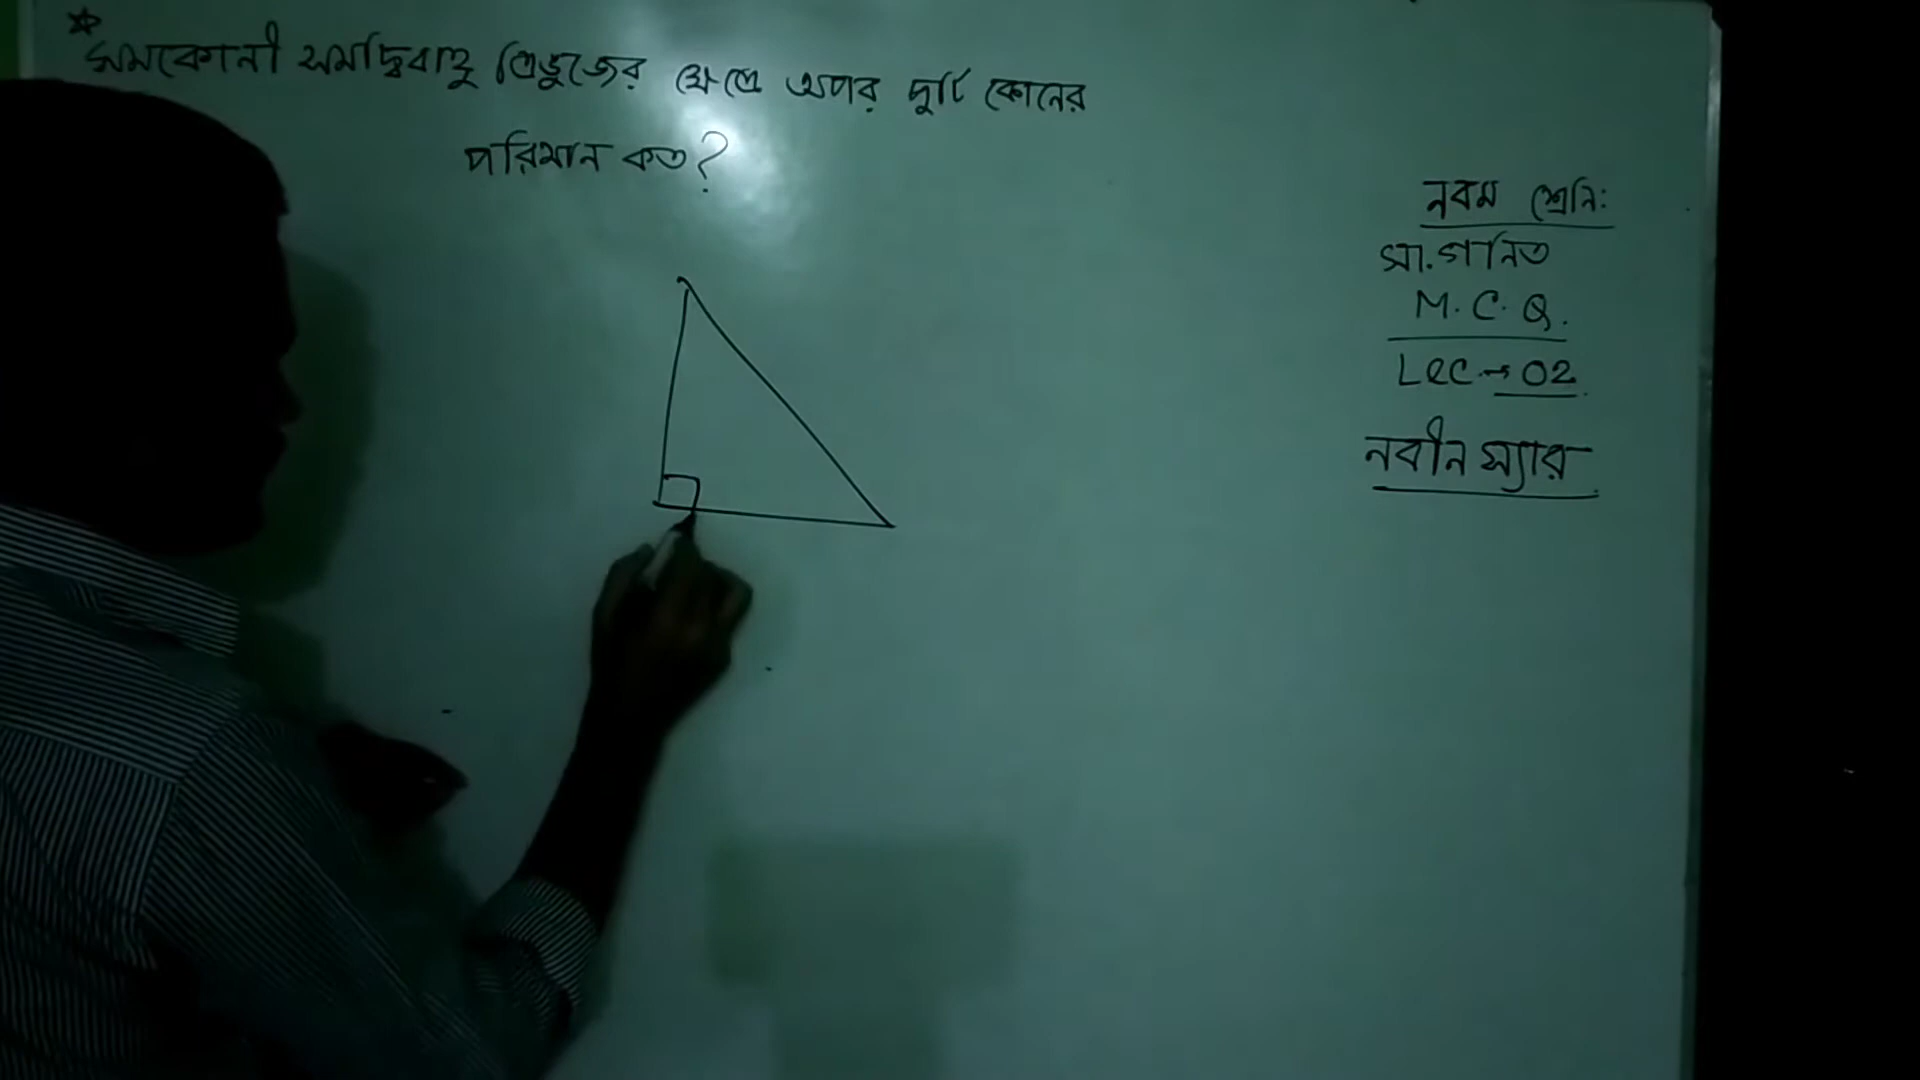 ★ সমকোনী সমদ্বিবাহু ত্রিভুজের ক্ষেত্রে অপর দুটি কোনের
পরিমান কত?
নবম শ্রেনি:
সা. গনিত
M. C. Q.
Lec → 02
নবীন স্যার